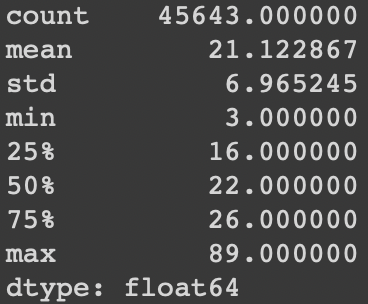 count 45643.000000
mean 21.122867
std 6.965245
min 3.000000
25% 16.000000
50% 22.000000
75% 26.000000
max 89.000000
dtype: float64